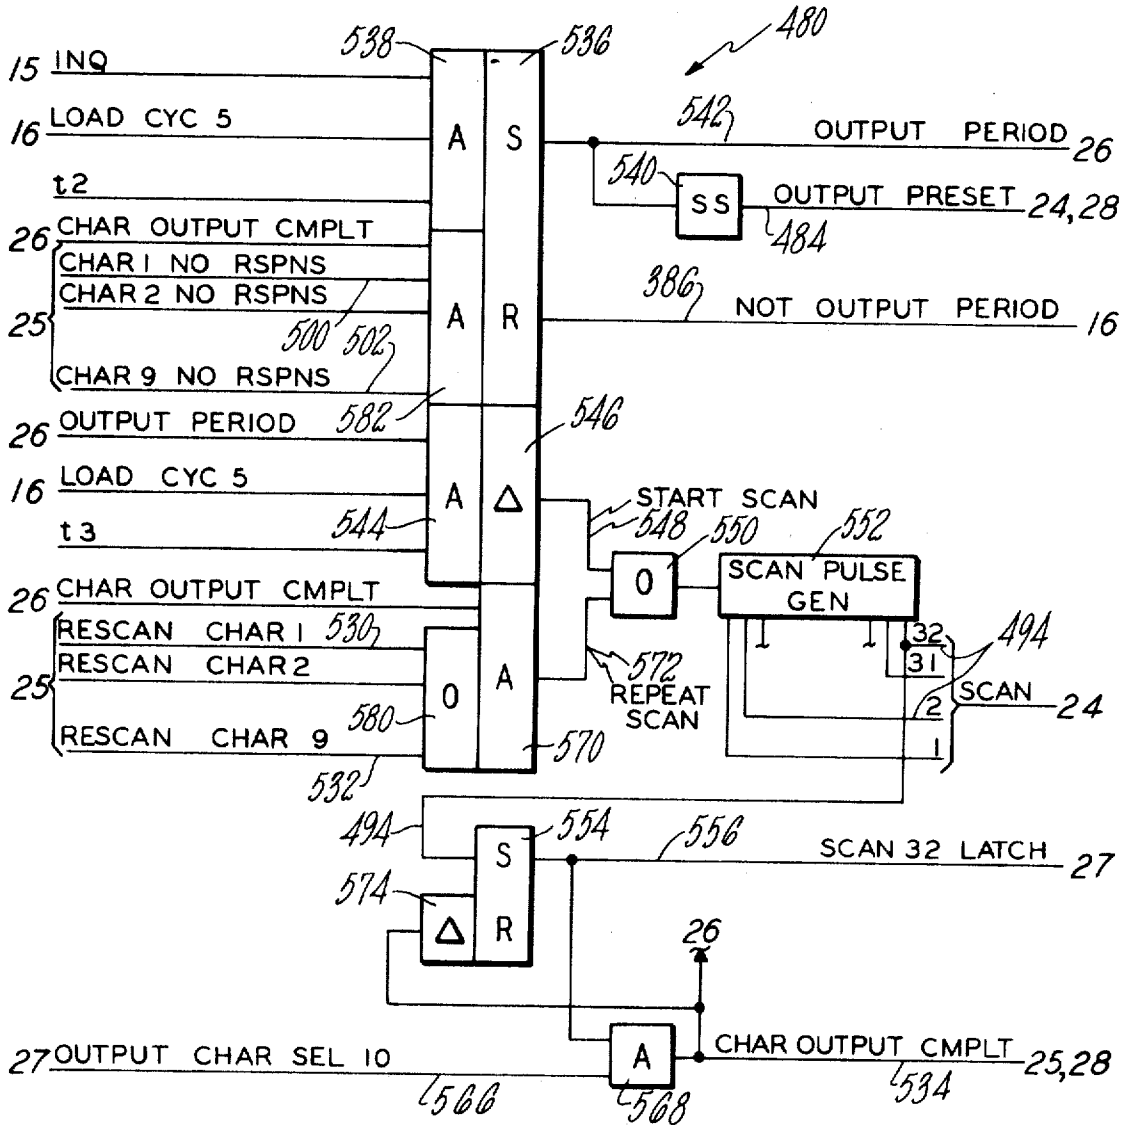 480
538
536
15 INQ
16 LOAD CYC 5
t2
A
S
542
OUTPUT PERIOD 26
540
SS
OUTPUT PRESET 24,28
484
26 CHAR OUTPUT CMPLT
CHAR 1 NO RSPNS
CHAR 2 NO RSPNS
25
500 502
CHAR 9 NO RSPNS
A
R
386
NOT OUTPUT PERIOD 16
582
546
26 OUTPUT PERIOD
16 LOAD CYC 5
t3
544
A
Δ
START SCAN
548
550
O
552
SCAN PULSE
GEN
26 CHAR OUTPUT CMPLT
RESCAN CHAR 1 530
RESCAN CHAR 2
25
RESCAN CHAR 9
532
O
580
A
570
572
REPEAT
SCAN
32
31
2
1
494
SCAN
24
494
554
S
R
574
Δ
556
SCAN 32 LATCH 27
26
27 OUTPUT CHAR SEL 10
566
A
568
CHAR OUTPUT CMPLT 25,28
534